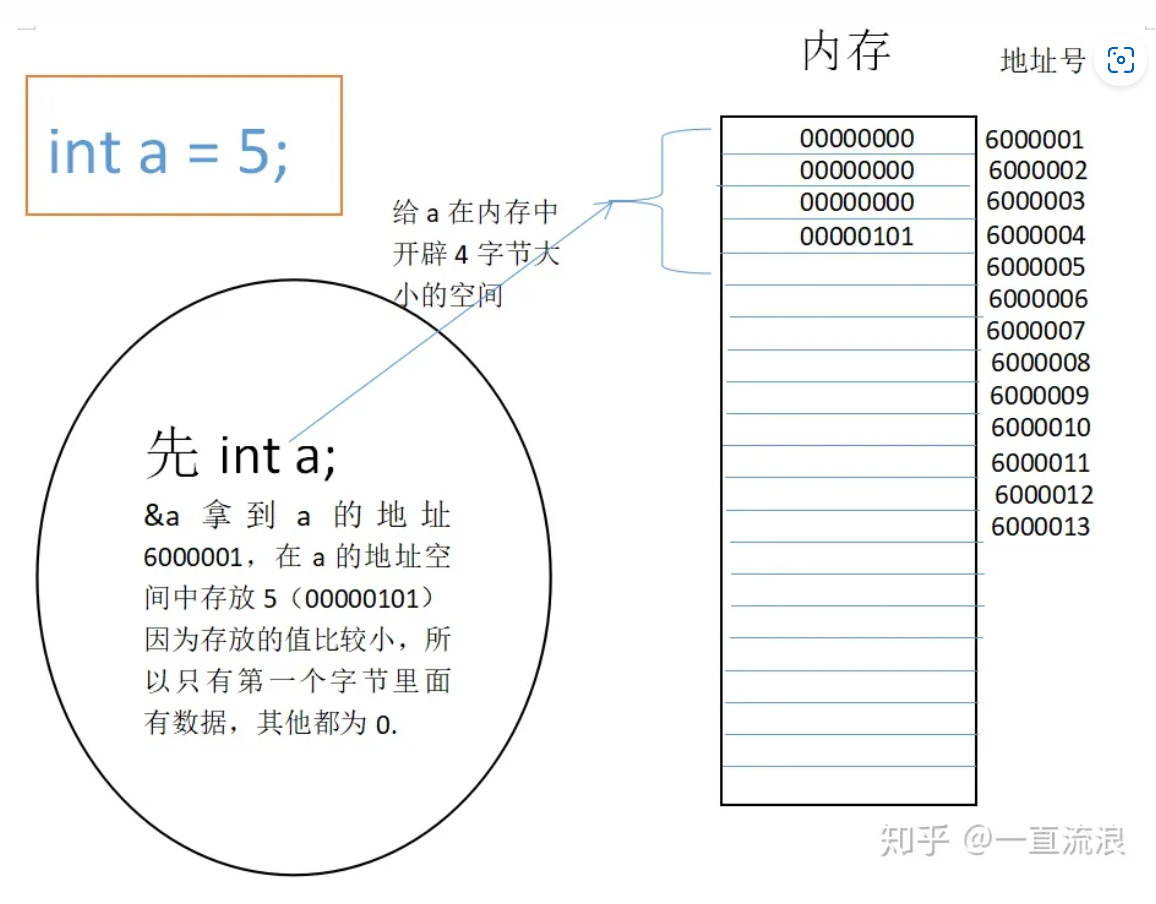 内存
地址号
int a = 5;
给 a 在内存中
开辟 4 字节大
小的空间
00000000 6000001
00000000 6000002
00000000 6000003
00000101 6000004
6000005
6000006
6000007
6000008
6000009
6000010
6000011
6000012
6000013
先 int a;
&a 拿到 a 的地址
6000001，在 a 的地址空
间中存放 5（00000101）
因为存放的值比较小，所
以只有第一个字节里面
有数据，其他都为 0.
知乎 @一直流浪